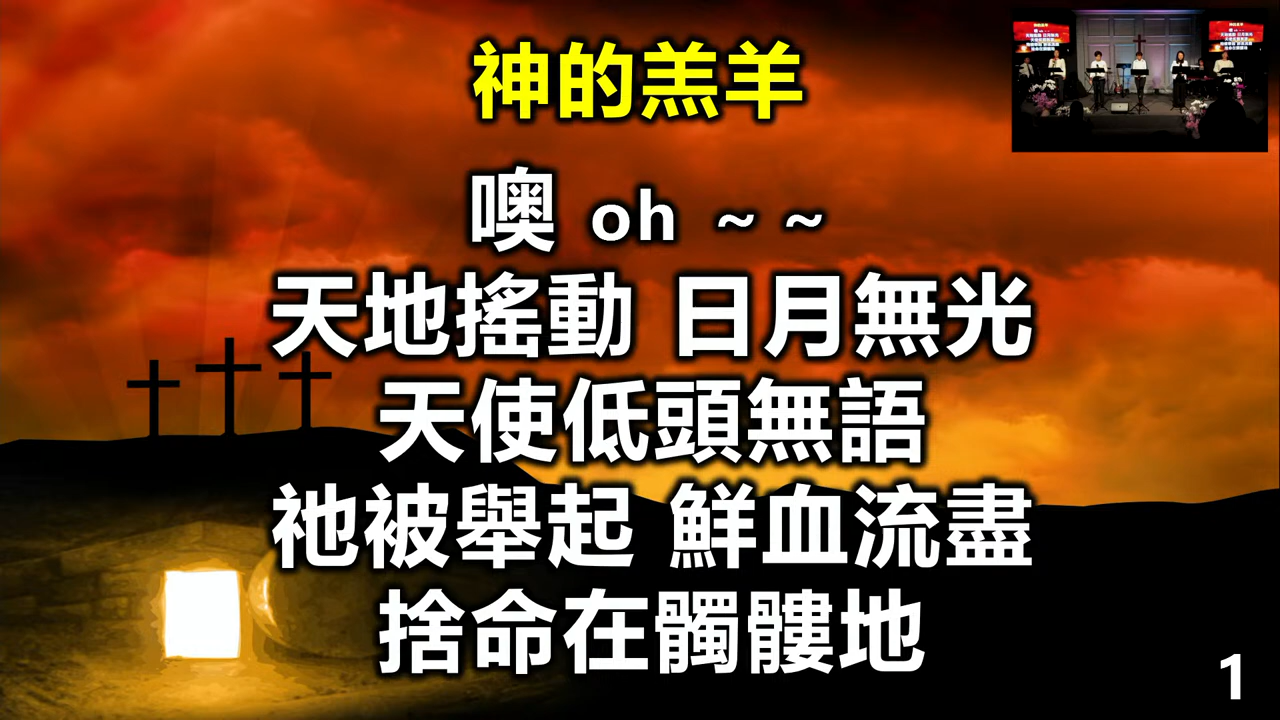 神的羔羊
噢 oh ~ ~
天地搖動 日月無光
天使低頭無語
祂被舉起 鮮血流盡
捨命在髑髏地
1